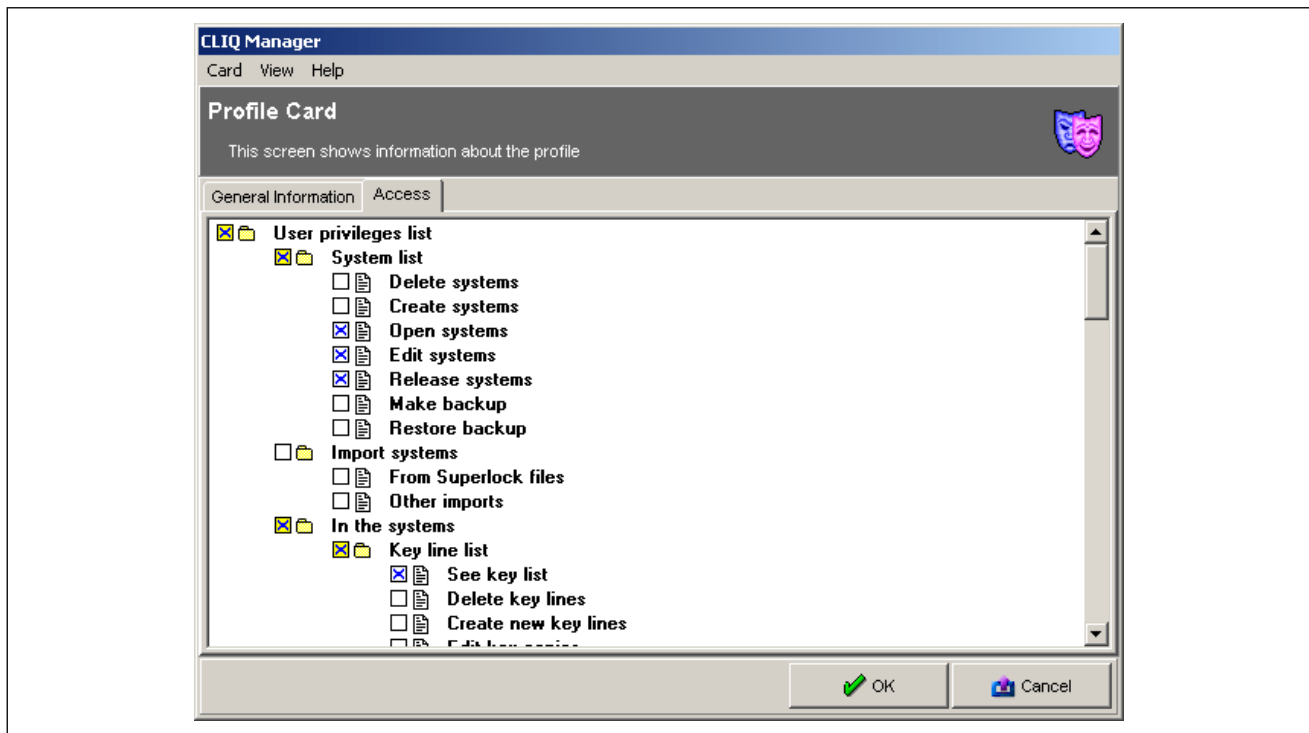 CLIQ Manager
Card View Help
Profile Card
This screen shows information about the profile
General Information Access
User privileges list
System list
Delete systems
Create systems
Open systems
Edit systems
Release systems
Make backup
Restore backup
Import systems
From Superlock files
Other imports
In the systems
Key line list
See key list
Delete key lines
Create new key lines
OK Cancel